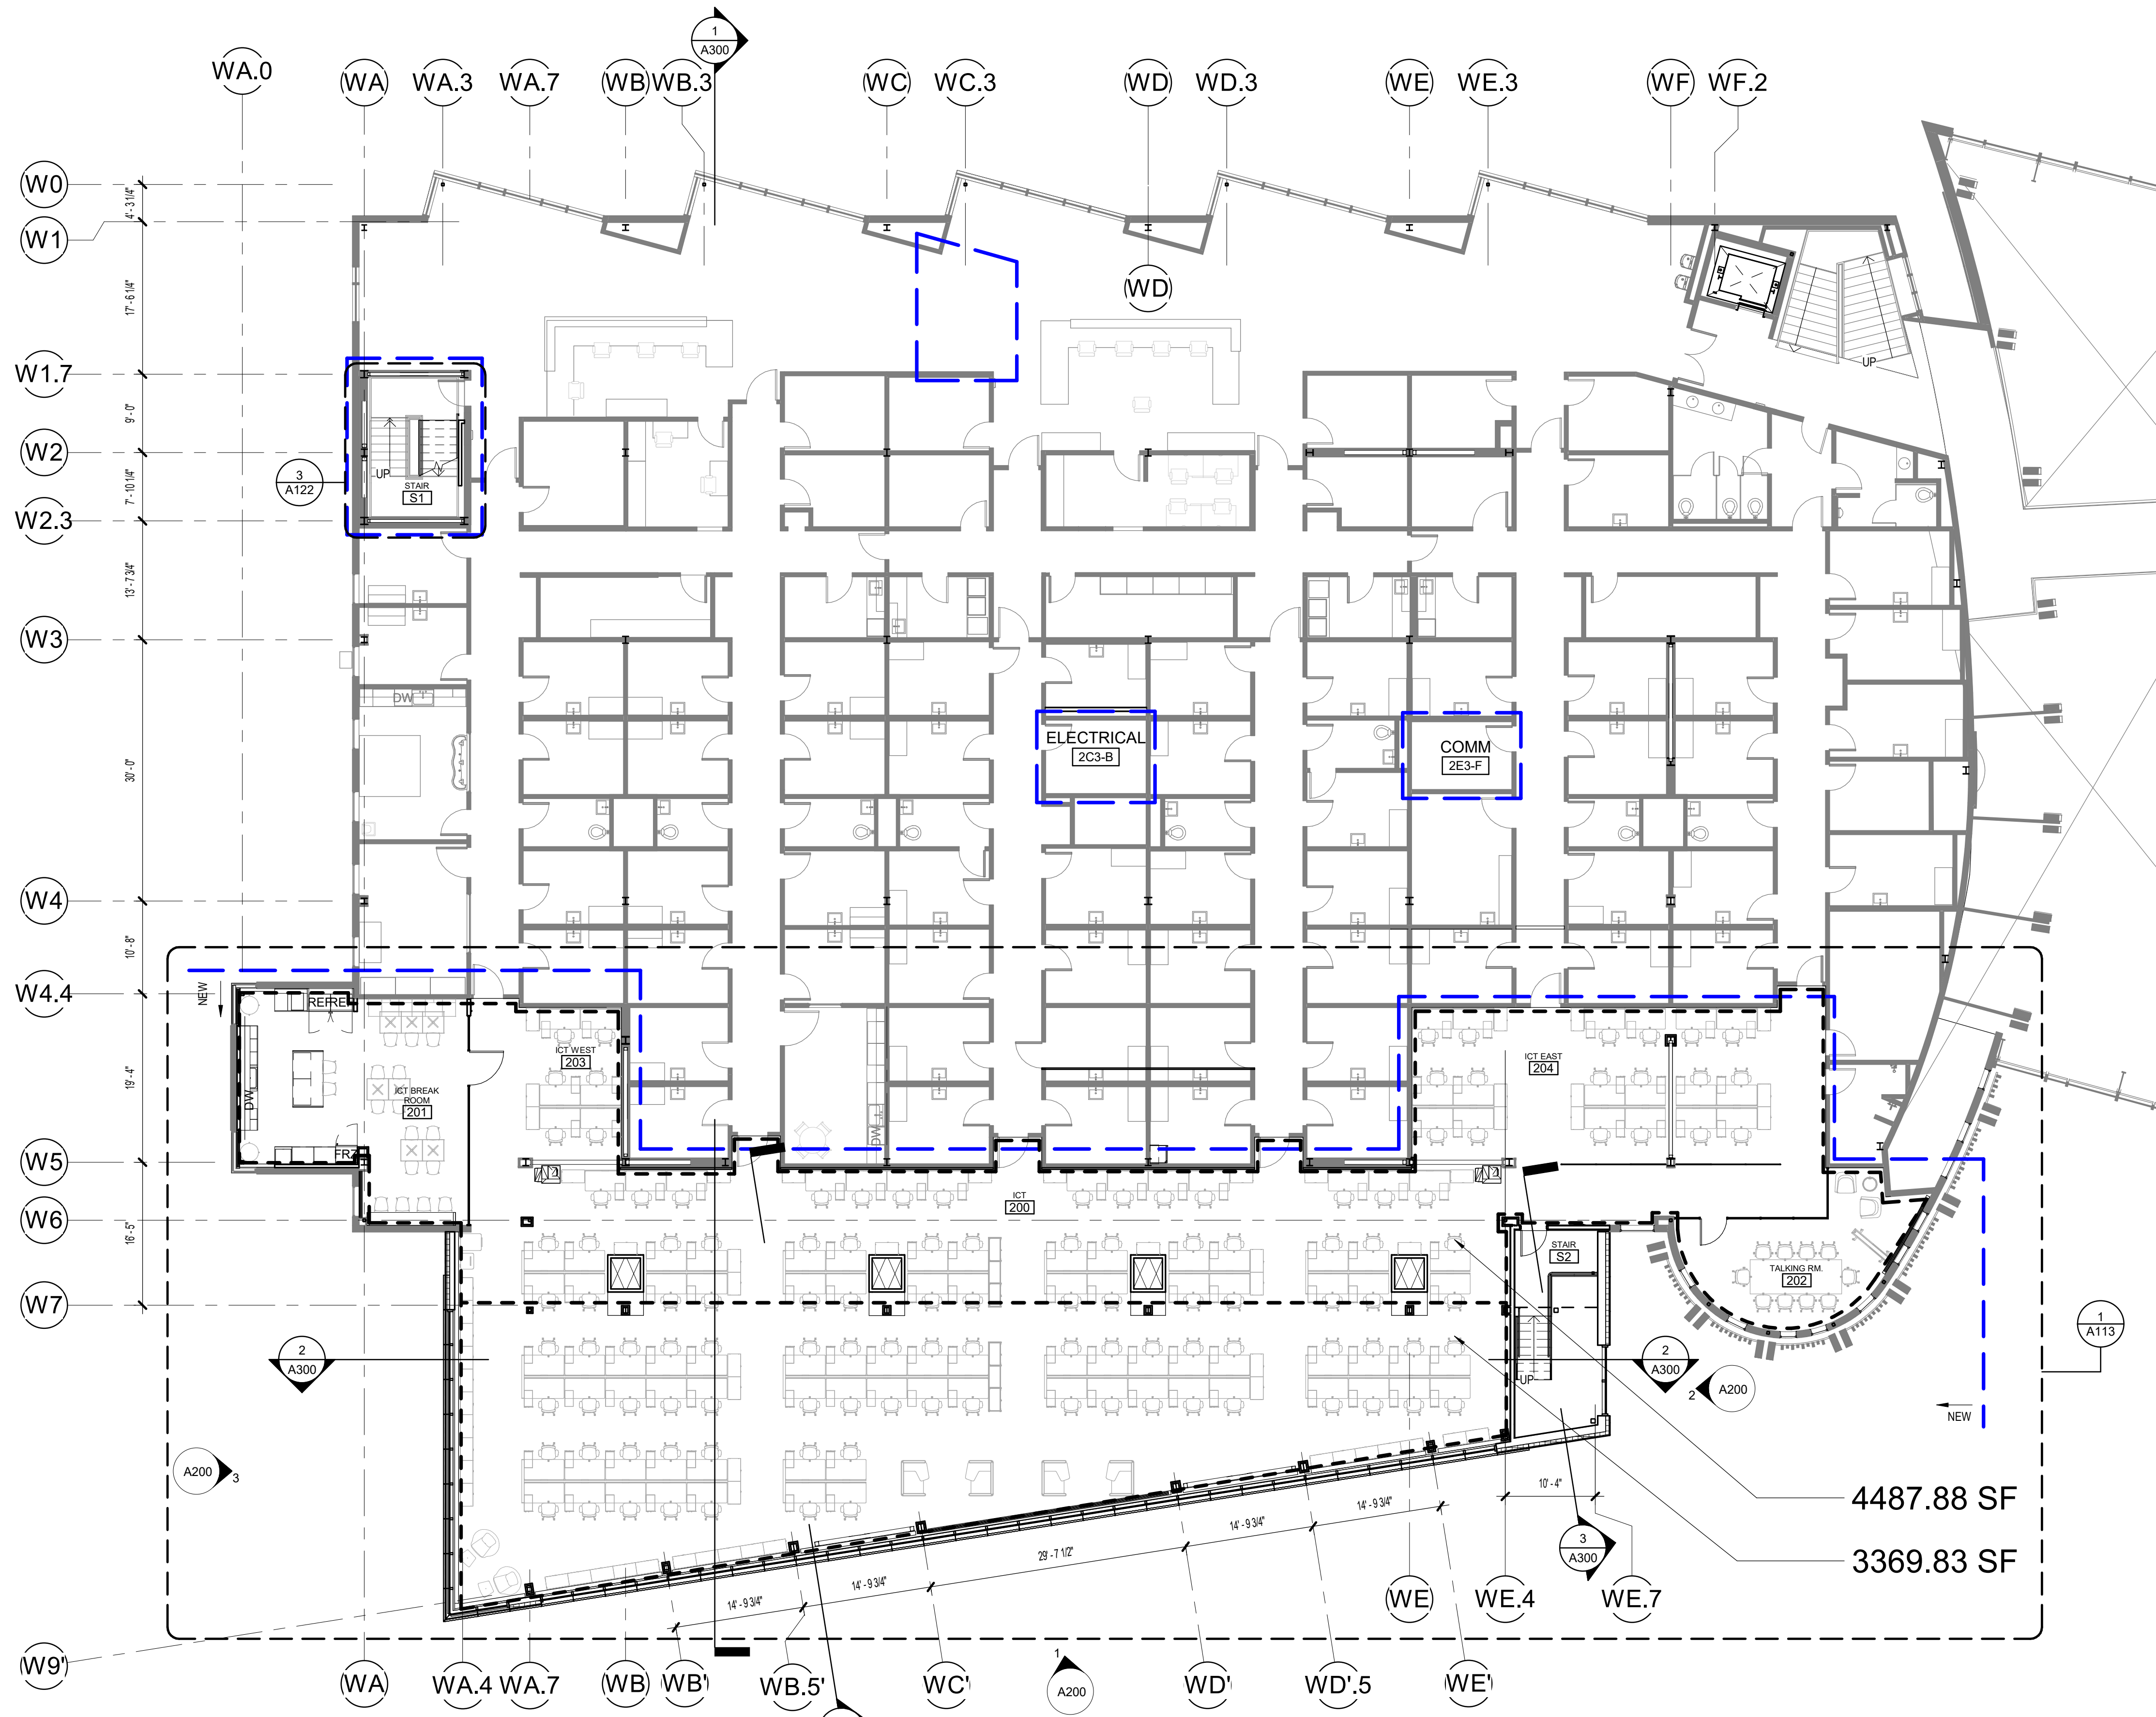 1
A300
WA.0
WA
WA.3
WA.7
WB
WB.3
WC
WC.3
WD
WD.3
WE
WE.3
WF
WF.2
W0
4' - 3 1/4"
W1
17' - 6 1/4"
WD
W1.7
UP
9' - 0"
W2
3
A122
UP
STAIR
S1
7' - 10 1/4"
W2.3
13' - 7 3/4"
W3
DW
ELECTRICAL
2C3-B
COMM
2E3-F
30' - 0"
W4
10' - 8"
W4.4
NEW
REFRE
ICT WEST
203
ICT EAST
204
19' - 4"
DW
ICT BREAK
ROOM
201
DW
FRZ
W5
ICT
200
W6
16' - 5"
STAIR
S2
TALKING RM.
202
W7
1
A113
2
A300
2
A300
UP
2
A200
NEW
A200
3
4487.88 SF
10' - 4"
14' - 9 3/4"
14' - 9 3/4"
29' - 7 1/2"
3
A300
3369.83 SF
14' - 9 3/4"
14' - 9 3/4"
WE
WE.4
WE.7
W9'
WA
WA.4
WA.7
WB
WB'
WB.5'
WC'
1
A200
WD'
WD'.5
WE'